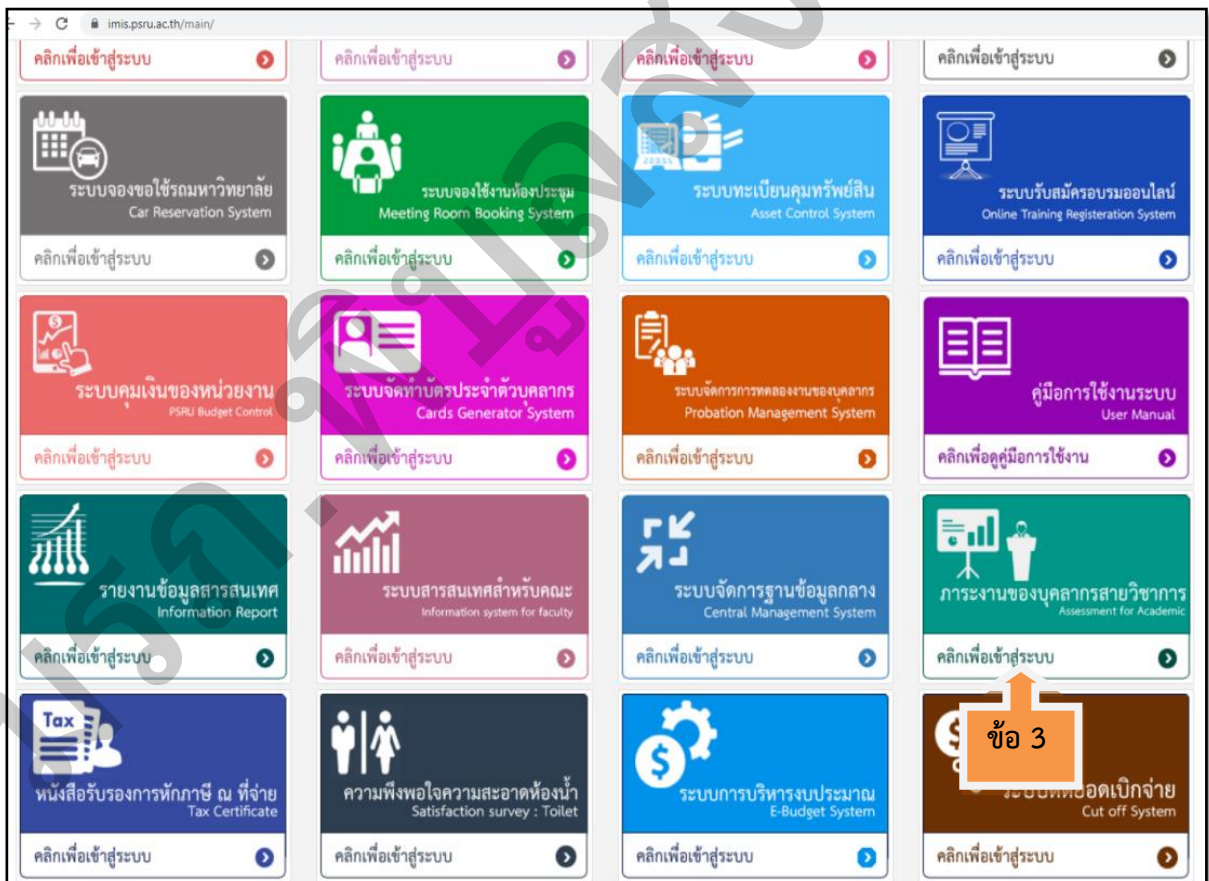 imis.psru.ac.th/main/
คลิกเพื่อเข้าสู่ระบบ
คลิกเพื่อเข้าสู่ระบบ
คลิกเพื่อเข้าสู่ระบบ
คลิกเพื่อเข้าสู่ระบบ
ระบบจองขอใช้รถมหาวิทยาลัย
Car Reservation System
คลิกเพื่อเข้าสู่ระบบ
ระบบจองใช้งานห้องประชุม
Meeting Room Booking System
คลิกเพื่อเข้าสู่ระบบ
ระบบทะเบียนคุมทรัพย์สิน
Asset Control System
คลิกเพื่อเข้าสู่ระบบ
ระบบรับสมัครอบรมออนไลน์
Online Training Registeration System
คลิกเพื่อเข้าสู่ระบบ
ระบบคุมเงินของหน่วยงาน
PSRU Budget Control
คลิกเพื่อเข้าสู่ระบบ
ระบบจัดทำบัตรประจำตัวบุคลากร
Cards Generator System
คลิกเพื่อเข้าสู่ระบบ
ระบบจัดการการทดลองงานของบุคลากร
Probation Management System
คลิกเพื่อเข้าสู่ระบบ
คู่มือการใช้งานระบบ
User Manual
คลิกเพื่อดูคู่มือการใช้งาน
รายงานข้อมูลสารสนเทศ
Information Report
คลิกเพื่อเข้าสู่ระบบ
ระบบสารสนเทศสำหรับคณะ
Information system for faculty
คลิกเพื่อเข้าสู่ระบบ
ระบบจัดการฐานข้อมูลกลาง
Central Management System
คลิกเพื่อเข้าสู่ระบบ
ภาระงานของบุคลากรสายวิชาการ
Assessment for Academic
คลิกเพื่อเข้าสู่ระบบ
ข้อ 3
Tax
หนังสือรับรองการหักภาษี ณ ที่จ่าย
Tax Certificate
คลิกเพื่อเข้าสู่ระบบ
ความพึงพอใจความสะอาดห้องน้ำ
Satisfaction survey : Toilet
คลิกเพื่อเข้าสู่ระบบ
ระบบการบริหารงบประมาณ
E-Budget System
คลิกเพื่อเข้าสู่ระบบ
Cut off System
คลิกเพื่อเข้าสู่ระบบ